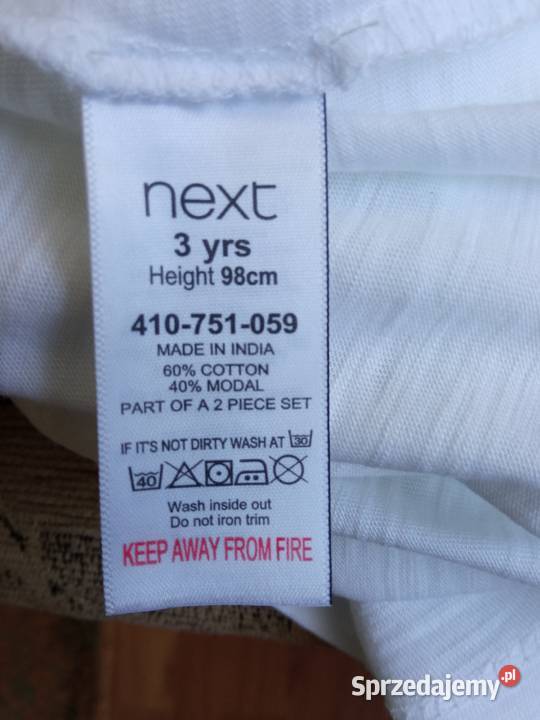 next
3 yrs
Height 98cm
410-751-059
MADE IN INDIA
60% COTTON
40% MODAL
PART OF A 2 PIECE SET
IF IT'S NOT DIRTY WASH AT 30
40
Wash inside out
Do not iron trim
KEEP AWAY FROM FIRE
Sprzedajemy.pl